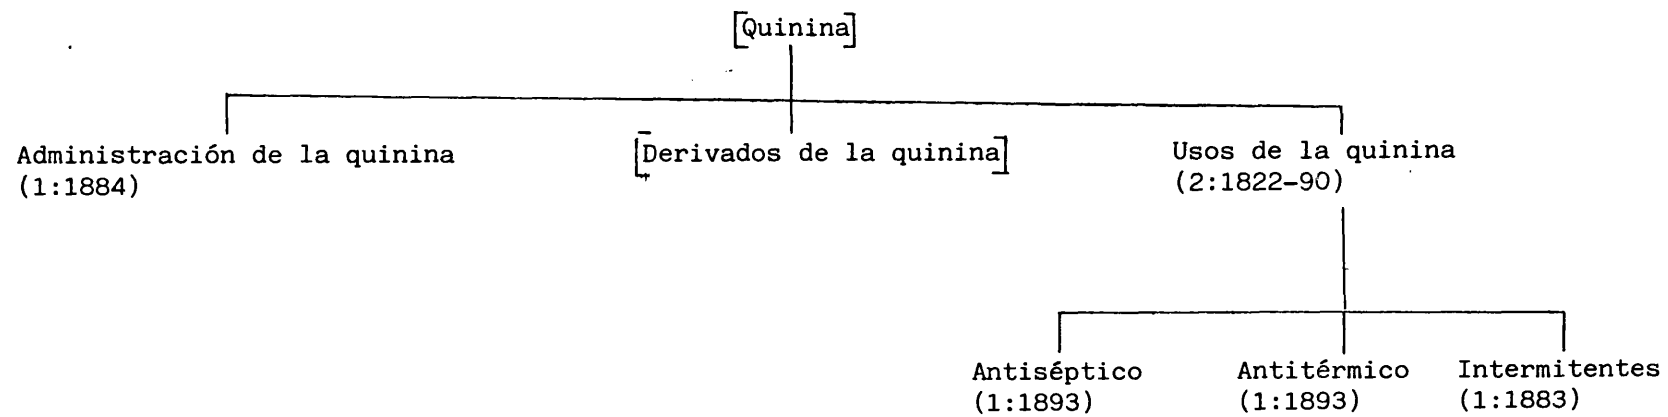 [Quinina]
Administración de la quinina
(1:1884)
[Derivados de la quinina]
Usos de la quinina
(2:1822-90)
Antiséptico
(1:1893)
Antitérmico
(1:1893)
Intermitentes
(1:1883)